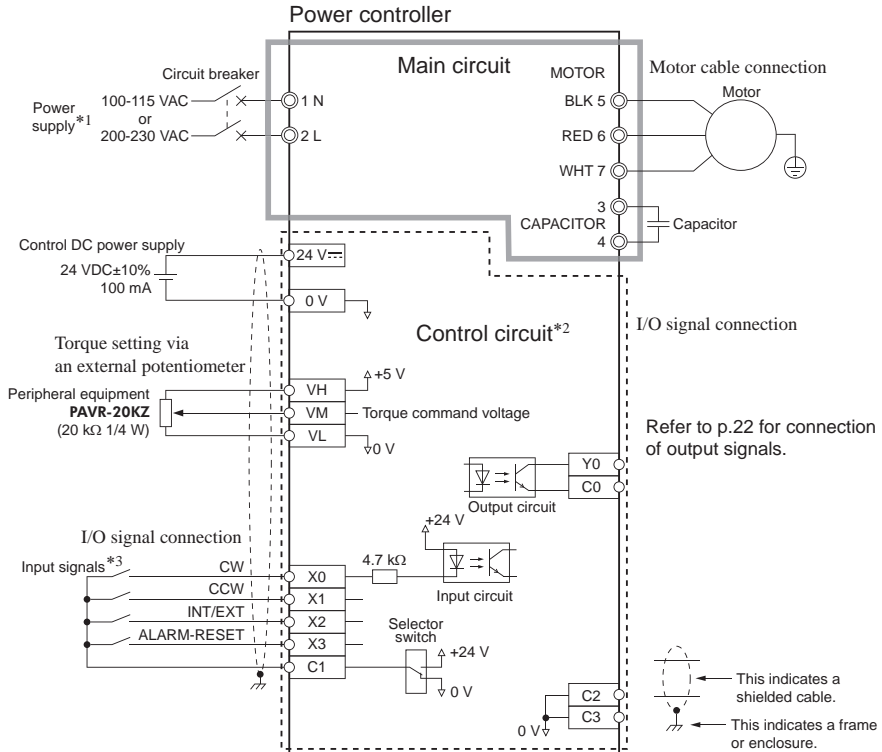 Power controller
Main circuit
Circuit breaker
Power supply*1
100-115 VAC
or
200-230 VAC
1 N
2 L
MOTOR
BLK 5
RED 6
WHT 7
3
CAPACITOR
4
Motor cable connection
Motor
Capacitor
Control DC power supply
24 VDC±10%
100 mA
24 V
0 V
Control circuit*2
I/O signal connection
Torque setting via
an external potentiometer
Peripheral equipment
PAVR-20KZ
(20 kΩ 1/4 W)
VH
VM
VL
+5 V
Torque command voltage
0 V
Refer to p.22 for connection
of output signals.
Y0
C0
Output circuit
I/O signal connection
Input signals*3
CW
CCW
INT/EXT
ALARM-RESET
X0
X1
X2
X3
C1
4.7 kΩ
+24 V
Input circuit
Selector
switch
+24 V
0 V
C2
C3
0 V
This indicates a
shielded cable.
This indicates a frame
or enclosure.